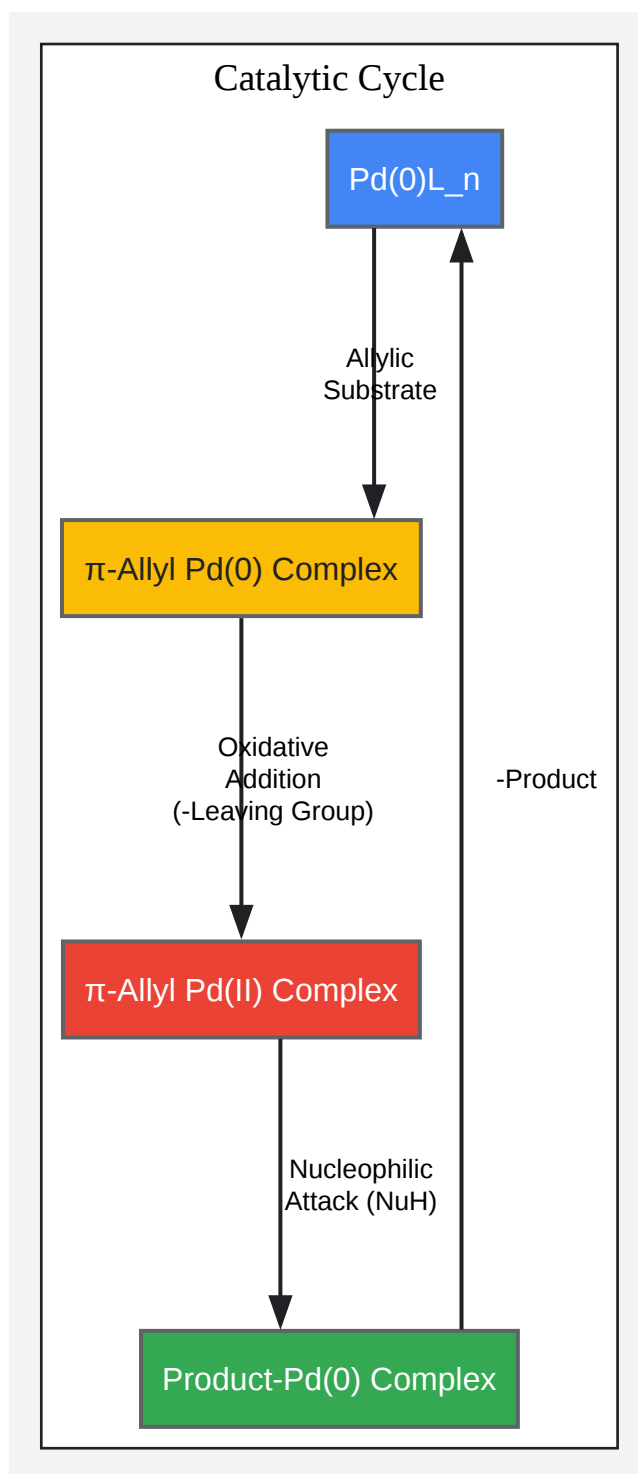 Catalytic Cycle
Pd(0)L_n
Allylic
Substrate
π-Allyl Pd(0) Complex
Oxidative
Addition
(-Leaving Group)
-Product
π-Allyl Pd(II) Complex
Nucleophilic
Attack (NuH)
Product-Pd(0) Complex